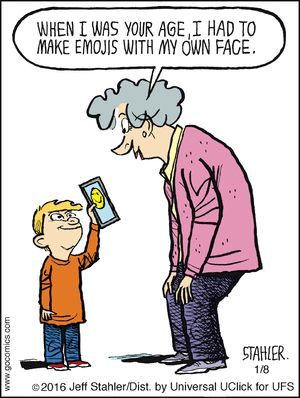 WHEN I WAS YOUR AGE, I HAD TO
MAKE EMOJIS WITH MY OWN FACE.
www.gocomics.com
STAHLER.
1/8
©2016 Jeff Stahler/Dist. by Universal UClick for UFS